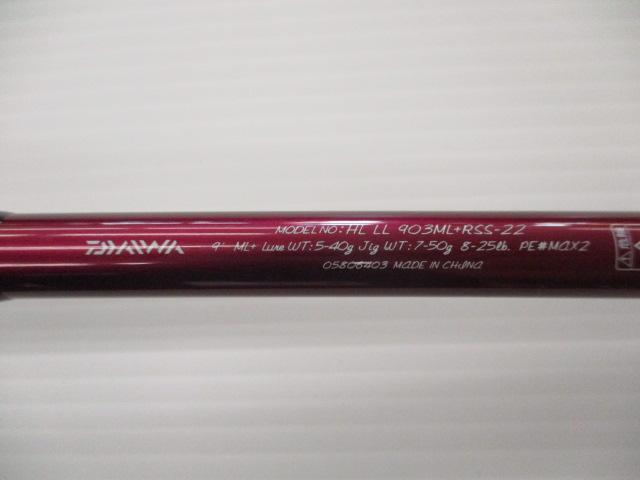 DAIWA
MODEL NO: HL LL 903ML+RSS-22
9' ML+ Lure WT: 5-40g Jig WT: 7-50g 8-25lb. PE#MAX2
05806403 MADE IN CHINA